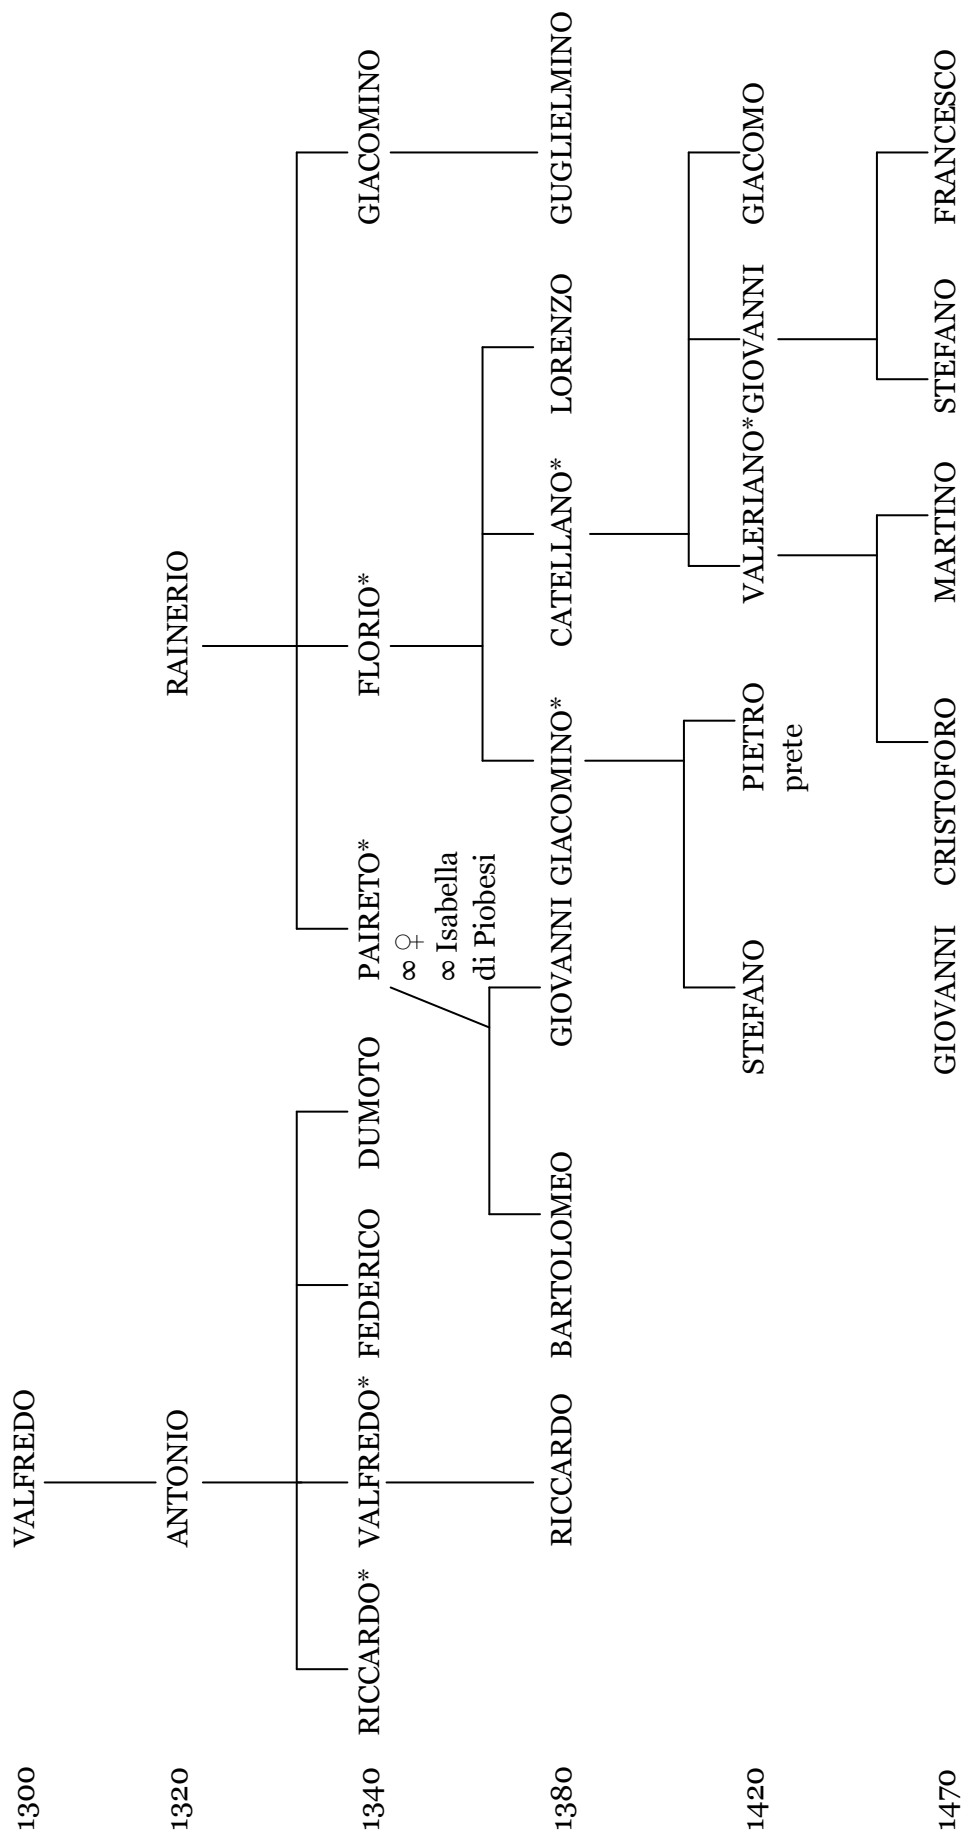 1300 VALFREDO
1320 ANTONIO RAINERIO
1340 RICCARDO* VALFREDO* FEDERICO DUMOTO PAIRETO* FLORIO* GIACOMINO
∞ ♀
∞ Isabella
di Piobesi
1380 RICCARDO BARTOLOMEO GIOVANNI GIACOMINO* CATELLANO* LORENZO GUGLIELMINO
1420 STEFANO PIETRO VALERIANO* GIOVANNI GIACOMO
prete
1470 GIOVANNI CRISTOFORO MARTINO STEFANO FRANCESCO